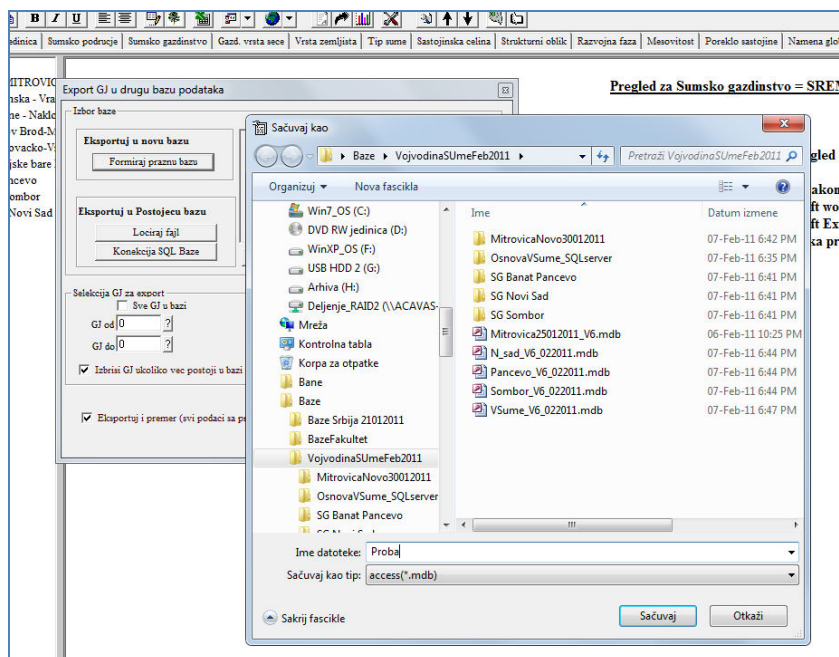 B I U
edinica | Sumsko podrucje | Sumsko gazdinstvo | Gazd. vrsta sece | Vrsta zemljista | Tip sume | Sastojinska celina | Strukturni oblik | Razvojna faza | Mesovitost | Poreklo sastojine | Namena glo
Pregled za Sumsko gazdinstvo = SREM
MITROVIC
nska - Vra
ne - Naklo
v Brod-M
ovacko-V
jske bare
ncevo
ombor
Novi Sad
gled
akon
ft wo
ft Ex
ka pr
Export GJ u drugu bazu podataka
Izbor baze
Eksportuj u novu bazu
Formiraj praznu bazu
Eksportuj u Postojecu bazu
Lociraj fajl
Konekcija SQL Baze
Selekcija GJ za export
Sve GJ u bazi
GJ od 0 ?
GJ do 0 ?
Izbrisi GJ ukoliko vec postoji u bazi
Eksportuj i premer (svi podaci sa pr
Sačuvaj kao
Baze VojvodinaSUmeFeb2011
Pretraži VojvodinaSUmeFeb2011
Organizuj Nova fascikla
Win7_OS (C:)
DVD RW jedinica (D:)
WinXP_OS (F:)
USB HDD 2 (G:)
Arhiva (H:)
Deljenje_RAID2 (\\ACAVAS-
Mreža
Kontrolna tabla
Korpa za otpatke
Bane
Baze
Baze Srbija 21012011
BazeFakultet
VojvodinaSUmeFeb2011
MitrovicaNovo30012011
OsnovaVSume_SQLserver
SG Banat Pancevo
SG Novi Sad
Ime Datum izmene
MitrovicaNovo30012011 07-Feb-11 6:42 PM
OsnovaVSume_SQLserver 07-Feb-11 6:35 PM
SG Banat Pancevo 07-Feb-11 6:41 PM
SG Novi Sad 07-Feb-11 6:41 PM
SG Sombor 07-Feb-11 6:41 PM
Mitrovica25012011_V6.mdb 06-Feb-11 10:25 PM
N_sad_V6_022011.mdb 07-Feb-11 6:44 PM
Pancevo_V6_022011.mdb 07-Feb-11 6:44 PM
Sombor_V6_022011.mdb 07-Feb-11 6:44 PM
VSume_V6_022011.mdb 07-Feb-11 6:47 PM
Ime datoteke: Proba
Sačuvaj kao tip: access(*.mdb)
Sakrij fascikle
Sačuvaj Otkaži